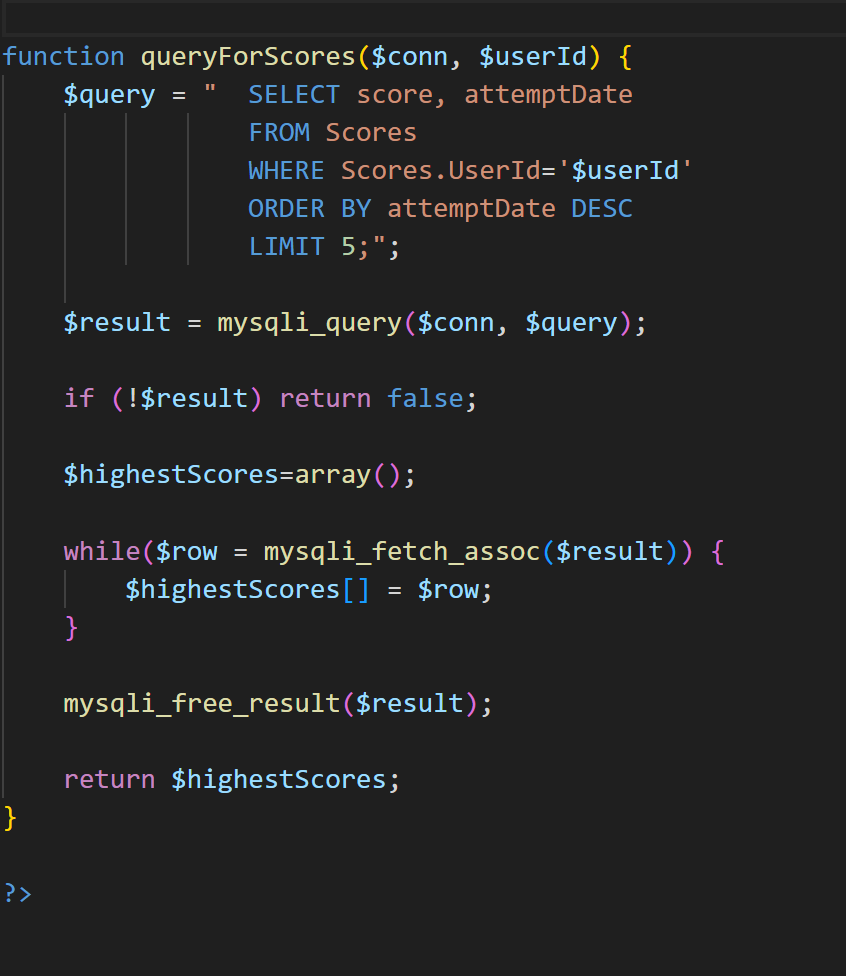 function queryForScores($conn, $userId) {
$query = "  SELECT score, attemptDate
FROM Scores
WHERE Scores.UserId='$userId'
ORDER BY attemptDate DESC
LIMIT 5;";
$result = mysqli_query($conn, $query);
if (!$result) return false;
$highestScores=array();
while($row = mysqli_fetch_assoc($result)) {
$highestScores[] = $row;
}
mysqli_free_result($result);
return $highestScores;
}
?>